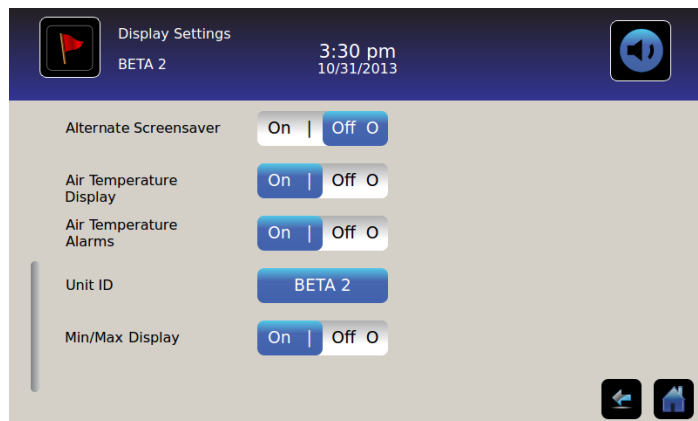 Display Settings
BETA 2
3:30 pm
10/31/2013
Alternate Screensaver
On | Off O
Air Temperature
Display
On | Off O
Air Temperature
Alarms
On | Off O
Unit ID
BETA 2
Min/Max Display
On | Off O